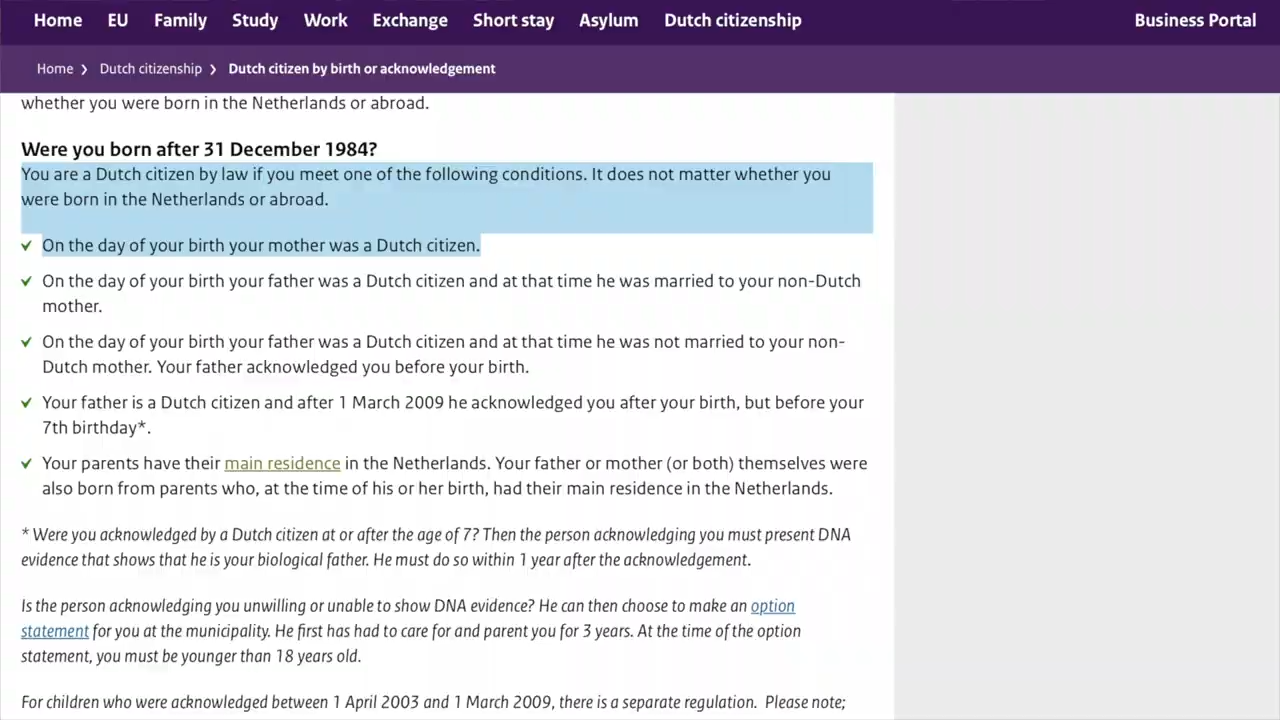 Home EU Family Study Work Exchange Short stay Asylum Dutch citizenship Business Portal
Home ❯ Dutch citizenship ❯ Dutch citizen by birth or acknowledgement
whether you were born in the Netherlands or abroad.
Were you born after 31 December 1984?
You are a Dutch citizen by law if you meet one of the following conditions. It does not matter whether you
were born in the Netherlands or abroad.
On the day of your birth your mother was a Dutch citizen.
On the day of your birth your father was a Dutch citizen and at that time he was married to your non-Dutch
mother.
On the day of your birth your father was a Dutch citizen and at that time he was not married to your non-
Dutch mother. Your father acknowledged you before your birth.
Your father is a Dutch citizen and after 1 March 2009 he acknowledged you after your birth, but before your
7th birthday*.
Your parents have their main residence in the Netherlands. Your father or mother (or both) themselves were
also born from parents who, at the time of his or her birth, had their main residence in the Netherlands.
* Were you acknowledged by a Dutch citizen at or after the age of 7? Then the person acknowledging you must present DNA
evidence that shows that he is your biological father. He must do so within 1 year after the acknowledgement.
Is the person acknowledging you unwilling or unable to show DNA evidence? He can then choose to make an option
statement for you at the municipality. He first has had to care for and parent you for 3 years. At the time of the option
statement, you must be younger than 18 years old.
For children who were acknowledged between 1 April 2003 and 1 March 2009, there is a separate regulation. Please note;